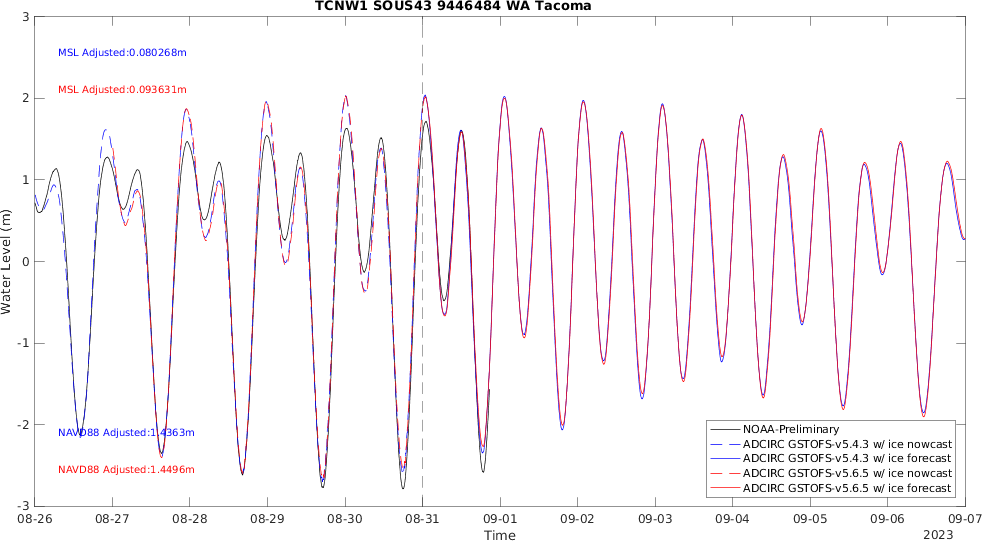 TCNW1 SOUS43 9446484 WA Tacoma
3
2
1
0
-1
-2
-3
Water Level (m)
MSL Adjusted:0.080268m
MSL Adjusted:0.093631m
NAVD88 Adjusted:1.4363m
NAVD88 Adjusted:1.4496m
NOAA-Preliminary
ADCIRC GSTOFS-v5.4.3 w/ ice nowcast
ADCIRC GSTOFS-v5.4.3 w/ ice forecast
ADCIRC GSTOFS-v5.6.5 w/ ice nowcast
ADCIRC GSTOFS-v5.6.5 w/ ice forecast
08-26 08-27 08-28 08-29 08-30 08-31 09-01 09-02 09-03 09-04 09-05 09-06 09-07
Time
2023